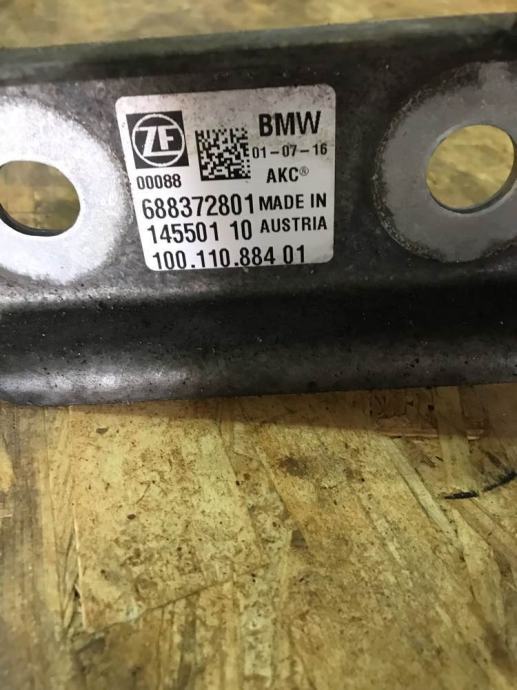 ZF
BMW
01-07-16
00088
AKC®
688372801 MADE IN
145501 10 AUSTRIA
100.110.884 01